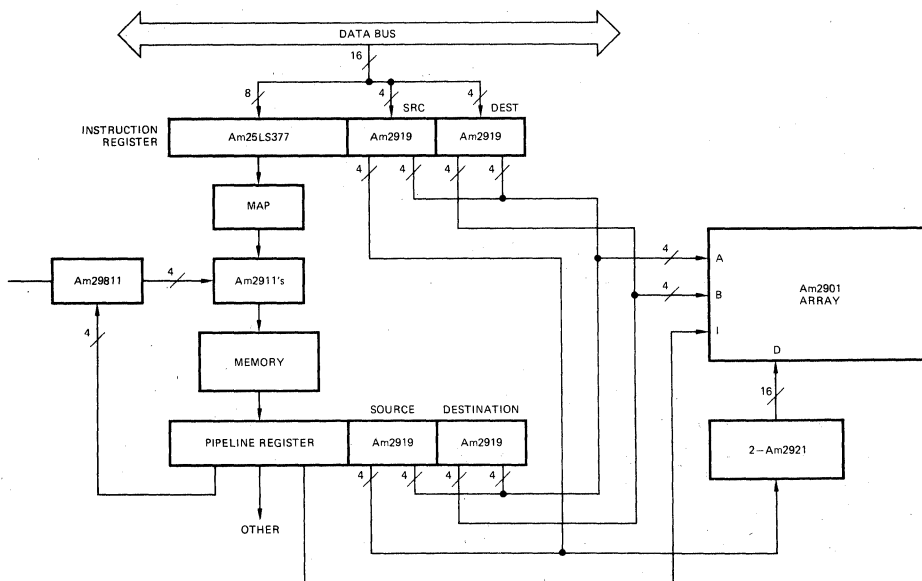 DATA BUS
16
8
4
4
SRC
DEST
INSTRUCTION
REGISTER
Am25LS377
Am2919
Am2919
4
4
4
4
MAP
Am29811
4
Am2911's
4
A
4
B
I
Am2901
ARRAY
D
4
MEMORY
16
SOURCE
DESTINATION
PIPELINE REGISTER
Am2919
Am2919
2-Am2921
4
4
4
4
OTHER